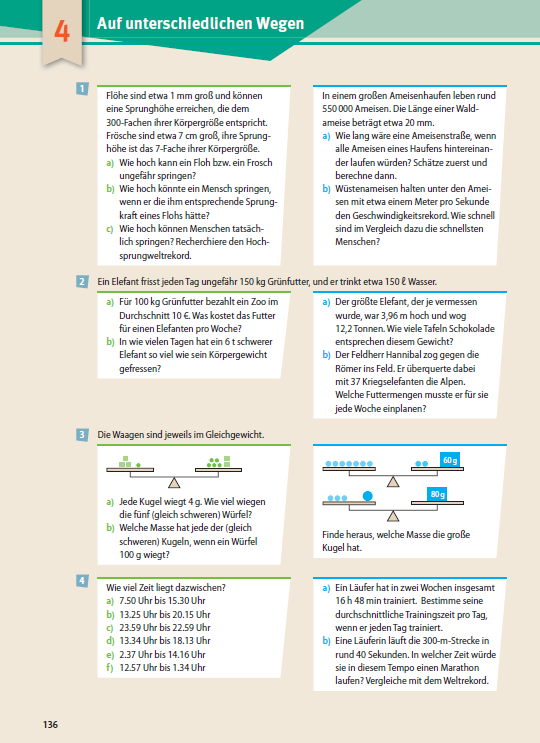 4
Auf unterschiedlichen Wegen
1
Flöhe sind etwa 1 mm groß und können
eine Sprunghöhe erreichen, die dem
300-Fachen ihrer Körpergröße entspricht.
Frösche sind etwa 7 cm groß, ihre Sprung-
höhe ist das 7-Fache ihrer Körpergröße.
a) Wie hoch kann ein Floh bzw. ein Frosch
ungefähr springen?
b) Wie hoch könnte ein Mensch springen,
wenn er die ihm entsprechende Sprung-
kraft eines Flohs hätte?
c) Wie hoch können Menschen tatsäch-
lich springen? Recherchiere den Hoch-
sprungweltrekord.
In einem großen Ameisenhaufen leben rund
550 000 Ameisen. Die Länge einer Wald-
ameise beträgt etwa 20 mm.
a) Wie lang wäre eine Ameisenstraße, wenn
alle Ameisen eines Haufens hintereinan-
der laufen würden? Schätze zuerst und
berechne dann.
b) Wüstenameisen halten unter den Amei-
sen mit etwa einem Meter pro Sekunde
den Geschwindigkeitsrekord. Wie schnell
sind im Vergleich dazu die schnellsten
Menschen?
2
Ein Elefant frisst jeden Tag ungefähr 150 kg Grünfutter, und er trinkt etwa 150 ℓ Wasser.
a) Für 100 kg Grünfutter bezahlt ein Zoo im
Durchschnitt 10 €. Was kostet das Futter
für einen Elefanten pro Woche?
b) In wie vielen Tagen hat ein 6 t schwerer
Elefant so viel wie sein Körpergewicht
gefressen?
a) Der größte Elefant, der je vermessen
wurde, war 3,96 m hoch und wog
12,2 Tonnen. Wie viele Tafeln Schokolade
entsprechen diesem Gewicht?
b) Der Feldherr Hannibal zog gegen die
Römer ins Feld. Er überquerte dabei
mit 37 Kriegselefanten die Alpen.
Welche Futtermengen musste er für sie
jede Woche einplanen?
3
Die Waagen sind jeweils im Gleichgewicht.
a) Jede Kugel wiegt 4 g. Wie viel wiegen
die fünf (gleich schweren) Würfel?
b) Welche Masse hat jede der (gleich
schweren) Kugeln, wenn ein Würfel
100 g wiegt?
60 g
80 g
Finde heraus, welche Masse die große
Kugel hat.
4
Wie viel Zeit liegt dazwischen?
a) 7.50 Uhr bis 15.30 Uhr
b) 13.25 Uhr bis 20.15 Uhr
c) 23.59 Uhr bis 22.59 Uhr
d) 13.34 Uhr bis 18.13 Uhr
e) 2.37 Uhr bis 14.16 Uhr
f) 12.57 Uhr bis 1.34 Uhr
a) Ein Läufer hat in zwei Wochen insgesamt
16 h 48 min trainiert. Bestimme seine
durchschnittliche Trainingszeit pro Tag,
wenn er jeden Tag trainiert.
b) Eine Läuferin läuft die 300-m-Strecke in
rund 40 Sekunden. In welcher Zeit würde
sie in diesem Tempo einen Marathon
laufen? Vergleiche mit dem Weltrekord.
136